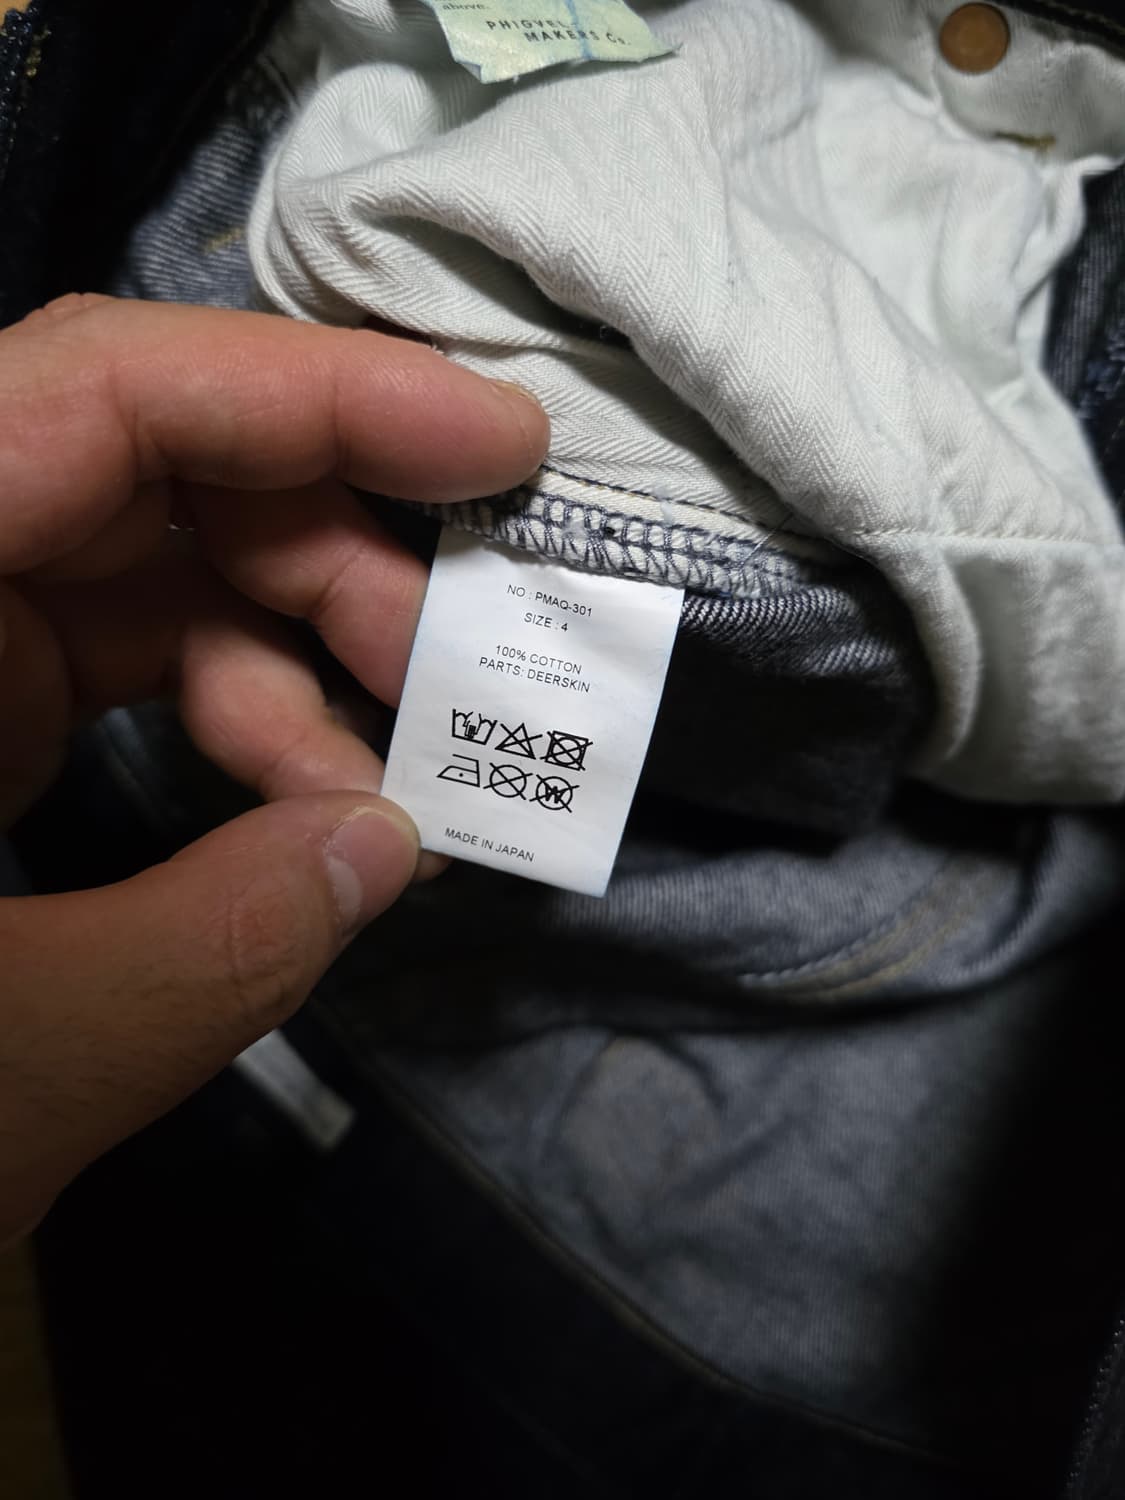 above.
PHIGVEL-
MAKERS Co.
NO : PMAQ-301
SIZE : 4
100% COTTON
PARTS: DEERSKIN
MADE IN JAPAN